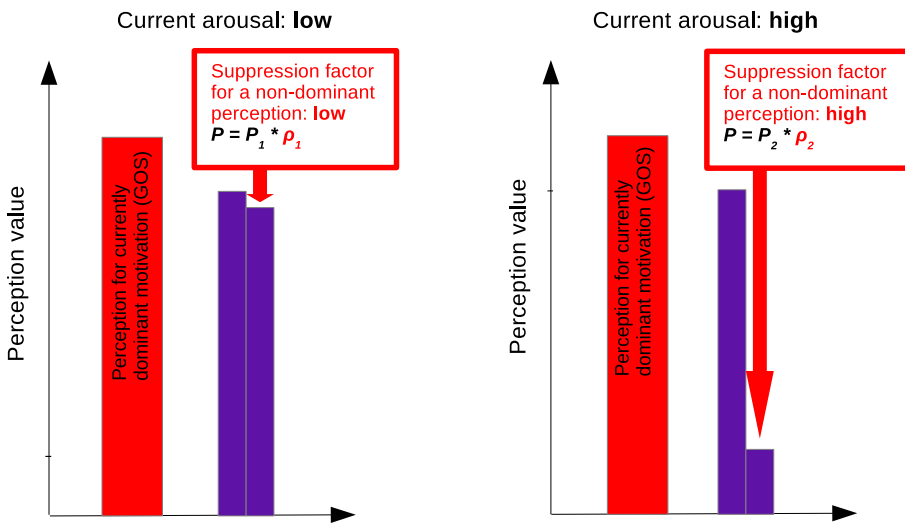 Current arousal: low
Suppression factor
for a non-dominant
perception: low
P = P1 * ρ1
Perception value
Perception for currently
dominant motivation (GOS)
Current arousal: high
Suppression factor
for a non-dominant
perception: high
P = P2 * ρ2
Perception value
Perception for currently
dominant motivation (GOS)